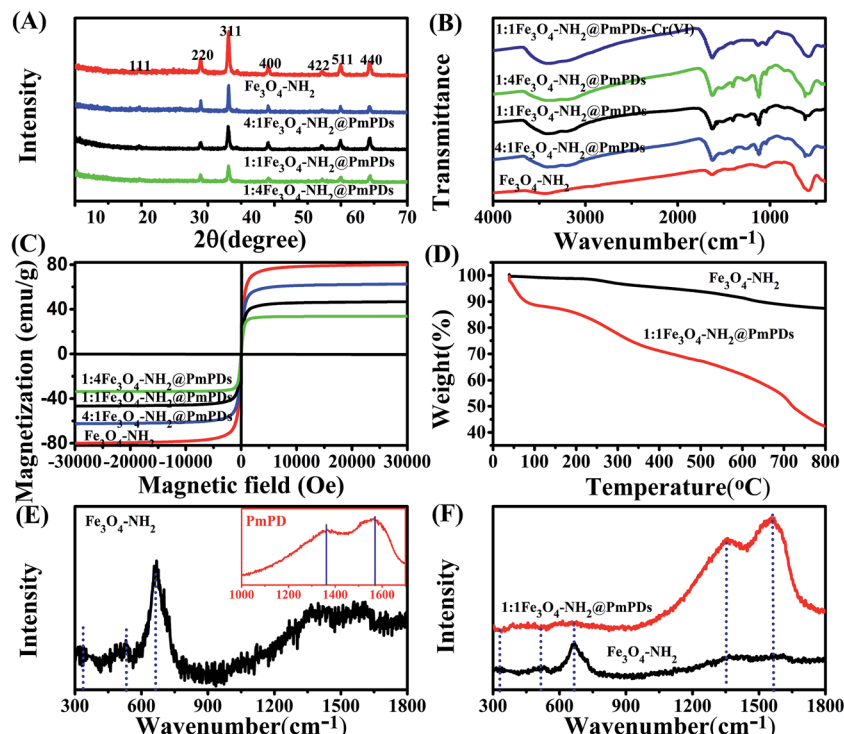 (A)
311
111
220
400
422
511
440
Fe3O4-NH2
4:1Fe3O4-NH2@PmPDs
1:1Fe3O4-NH2@PmPDs
1:4Fe3O4-NH2@PmPDs
Intensity
10 20 30 40 50 60 70
2θ(degree)
(B)
1:1Fe3O4-NH2@PmPDs-Cr(VI)
1:4Fe3O4-NH2@PmPDs
1:1Fe3O4-NH2@PmPDs
4:1Fe3O4-NH2@PmPDs
Fe3O4-NH2
Transmittance
4000 2000 1000
Wavenumber(cm-1)
(C)
80
40
0
-40
-80
1:4Fe3O4-NH2@PmPDs
1:1Fe3O4-NH2@PmPDs
4:1Fe3O4-NH2@PmPDs
Fe3O4-NH2
Magnetization (emu/g)
-30000 -20000 -10000 0 10000 20000 30000
Magnetic field (Oe)
(D)
100
90
80
70
60
50
40
Fe3O4-NH2
1:1Fe3O4-NH2@PmPDs
Weight(%)
0 100 200 300 400 500 600 700 800
Temperature(oC)
(E)
Fe3O4-NH2
PmPD
1000 1200 1400 1600
Intensity
300 600 900 1200 1500 1800
Wavenumber(cm-1)
(F)
1:1Fe3O4-NH2@PmPDs
Fe3O4-NH2
Intensity
300 600 900 1200 1500 1800
Wavenumber(cm-1)